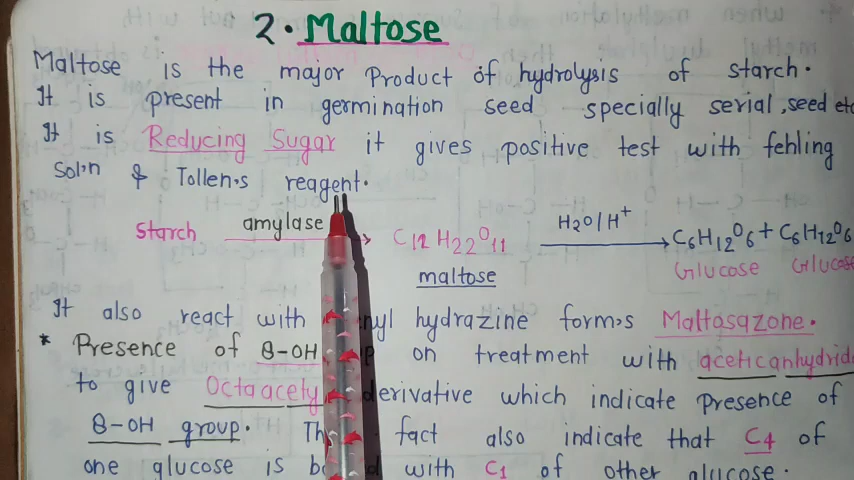 2. Maltose
Maltose is the major Product of hydrolysis of starch.
It is present in germination seed specially serial, seed etc
It is Reducing Sugar it gives positive test with fehling
Soln & Tollen.s reagent.
Starch amylase C12H22O11 H2O/H+ C6H12O6 + C6H12O6
maltose Glucose Glucose
It also react with enyl hydrazine form.s Maltosazone.
* Presence of 8-OH on treatment with aceticanhydrid
to give Octaacety derivative which indicate presence of
8-OH group. fact also indicate that C4 of
one glucose is with C1 of other glucose.